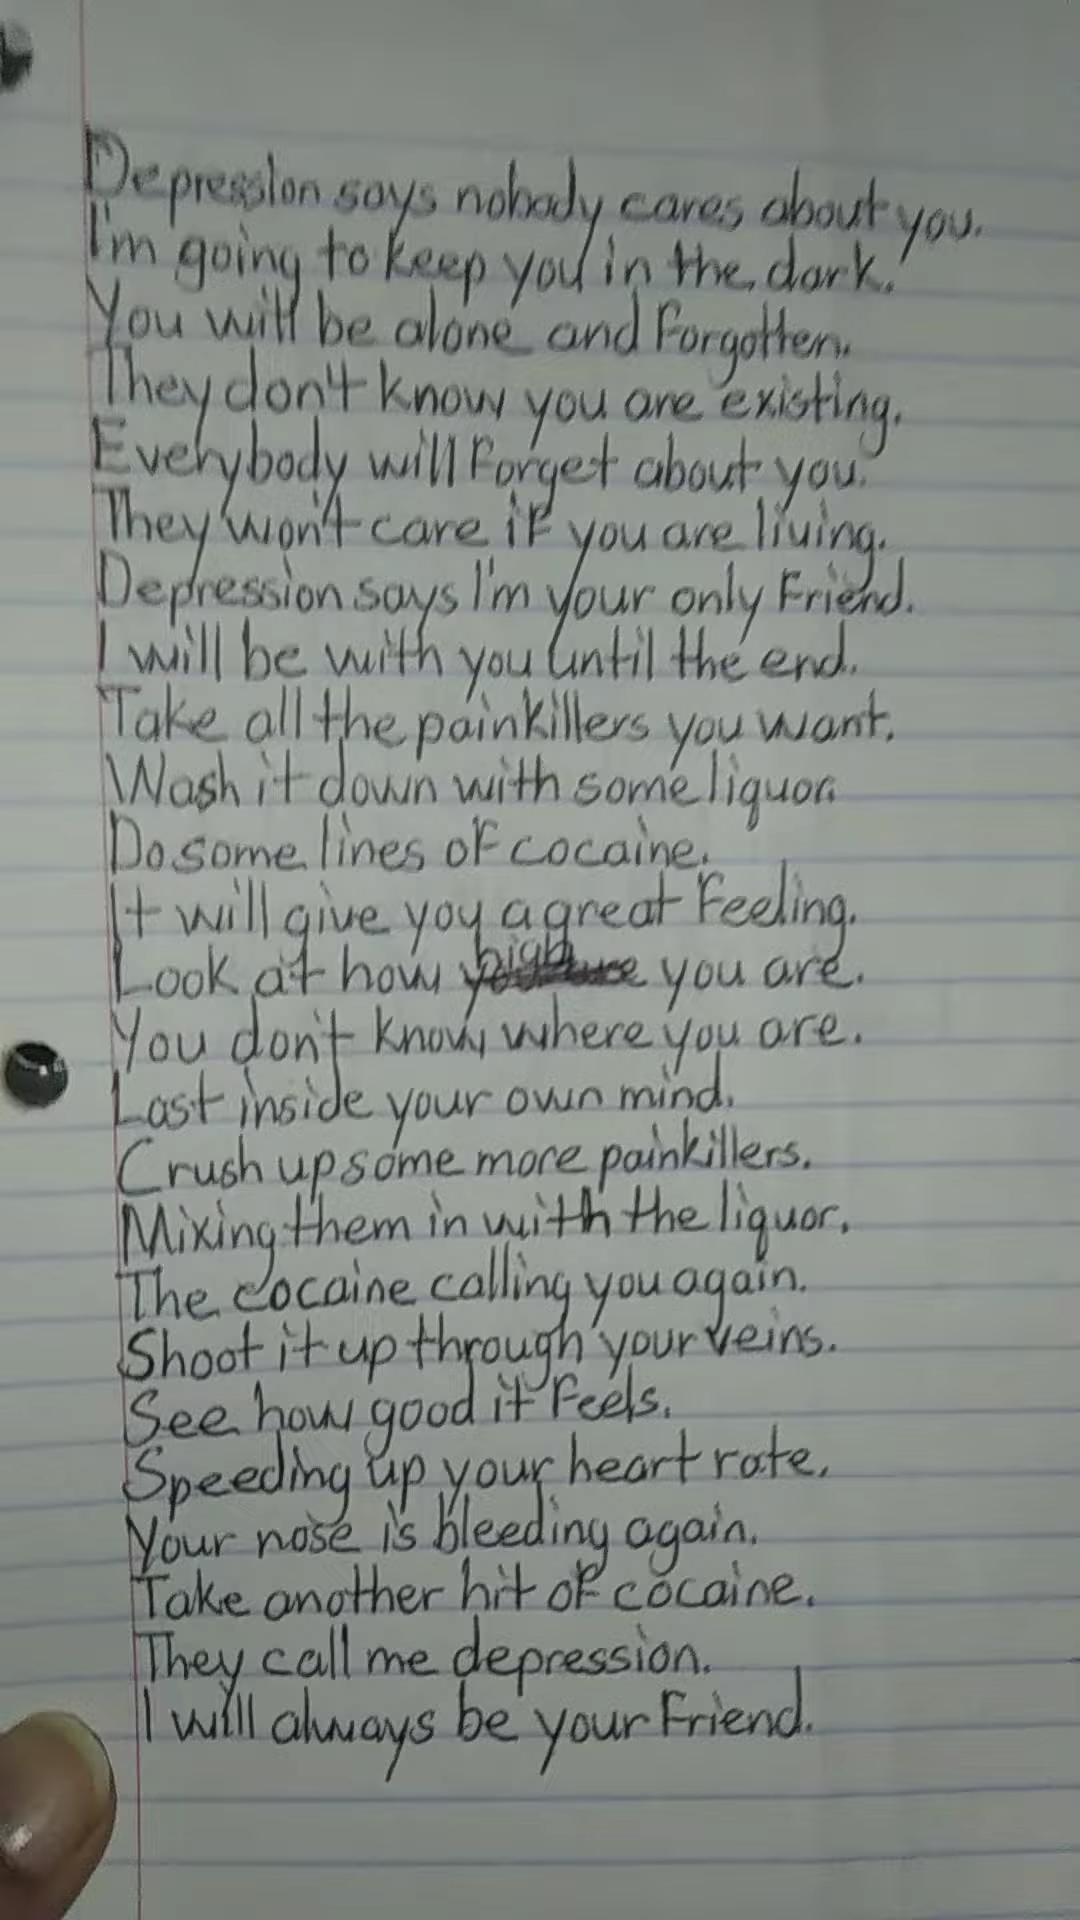 Depression says nobody cares about you.
I'm going to keep you in the dark.
You will be alone and forgotten.
They don't know you are existing.
Everybody will forget about you.
They won't care if you are living.
Depression says I'm your only friend.
I will be with you until the end.
Take all the painkillers you want.
Wash it down with some liquor.
Do some lines of cocaine.
It will give you a great feeling.
Look at how high you are.
You don't know where you are.
Lost inside your own mind.
Crush up some more painkillers.
Mixing them in with the liquor.
The cocaine calling you again.
Shoot it up through your veins.
See how good it feels.
Speeding up your heart rate.
Your nose is bleeding again.
Take another hit of cocaine.
They call me depression.
I will always be your friend.